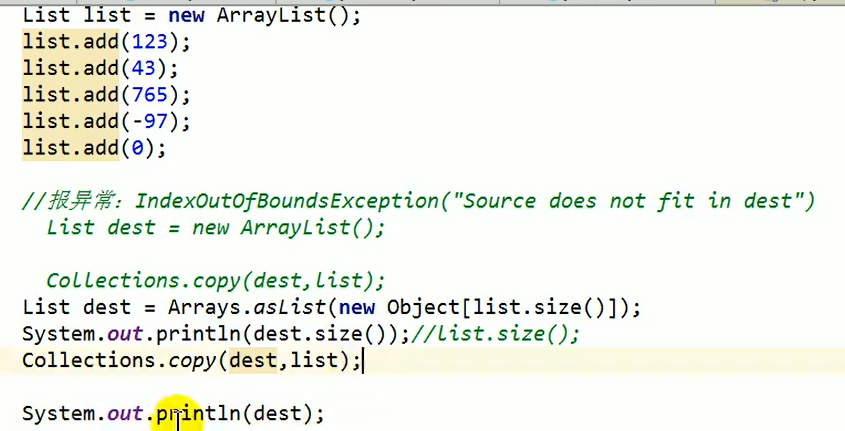 List list = new ArrayList();
list.add(123);
list.add(43);
list.add(765);
list.add(-97);
list.add(0);
//报异常：IndexOutOfBoundsException("Source does not fit in dest")
List dest = new ArrayList();
Collections.copy(dest,list);
List dest = Arrays.asList(new Object[list.size()]);
System.out.println(dest.size());//list.size();
Collections.copy(dest,list);
System.out.println(dest);